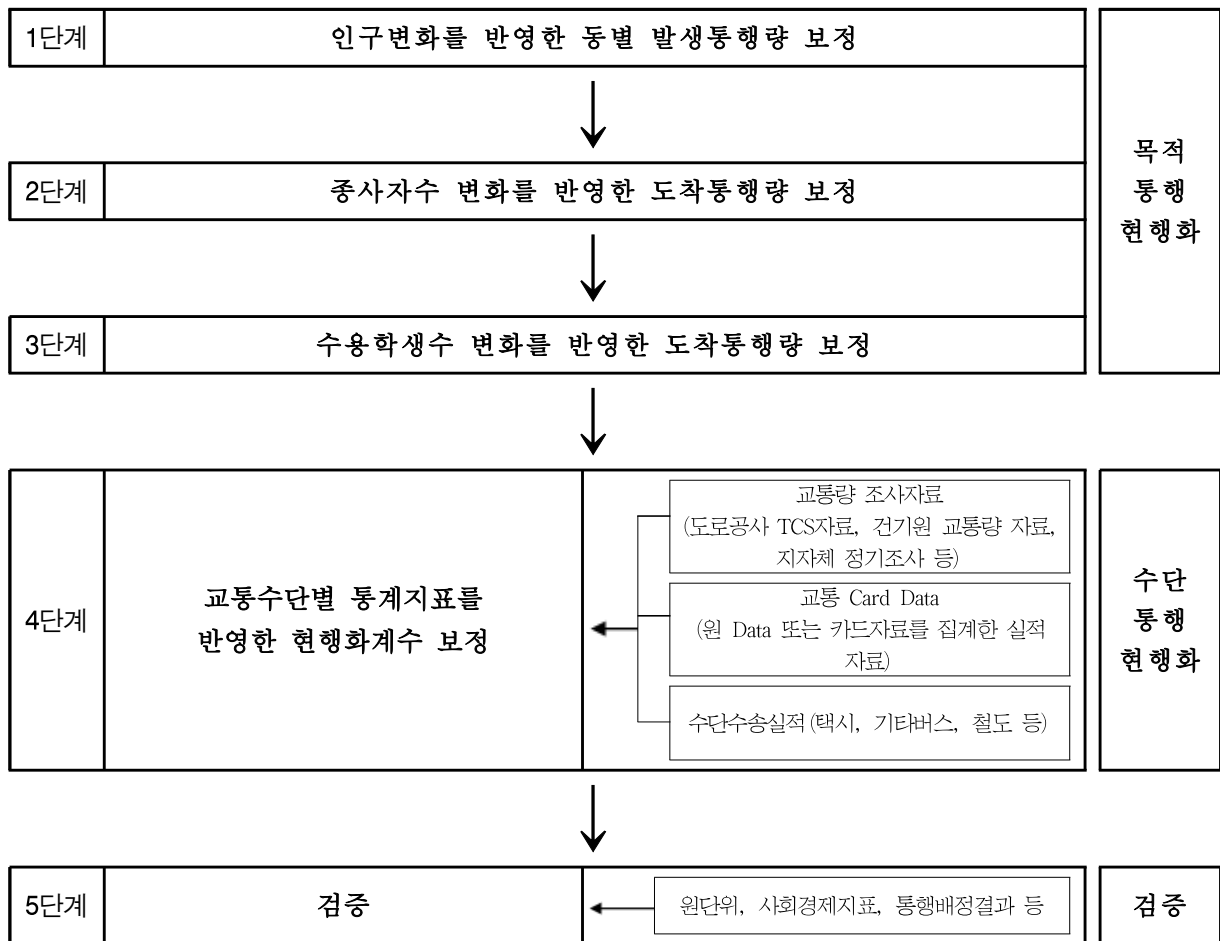 1단계
인구변화를 반영한 동별 발생통행량 보정
2단계
종사자수 변화를 반영한 도착통행량 보정
3단계
수용학생수 변화를 반영한 도착통행량 보정
목적
통행
현행화
4단계
교통수단별 통계지표를
반영한 현행화계수 보정
교통량 조사자료
(도로공사 TCS자료, 건기원 교통량 자료,
지자체 정기조사 등)
교통 Card Data
(원 Data 또는 카드자료를 집계한 실적
자료)
수단수송실적(택시, 기타버스, 철도 등)
수단
통행
현행화
5단계
검증
원단위, 사회경제지표, 통행배정결과 등
검증